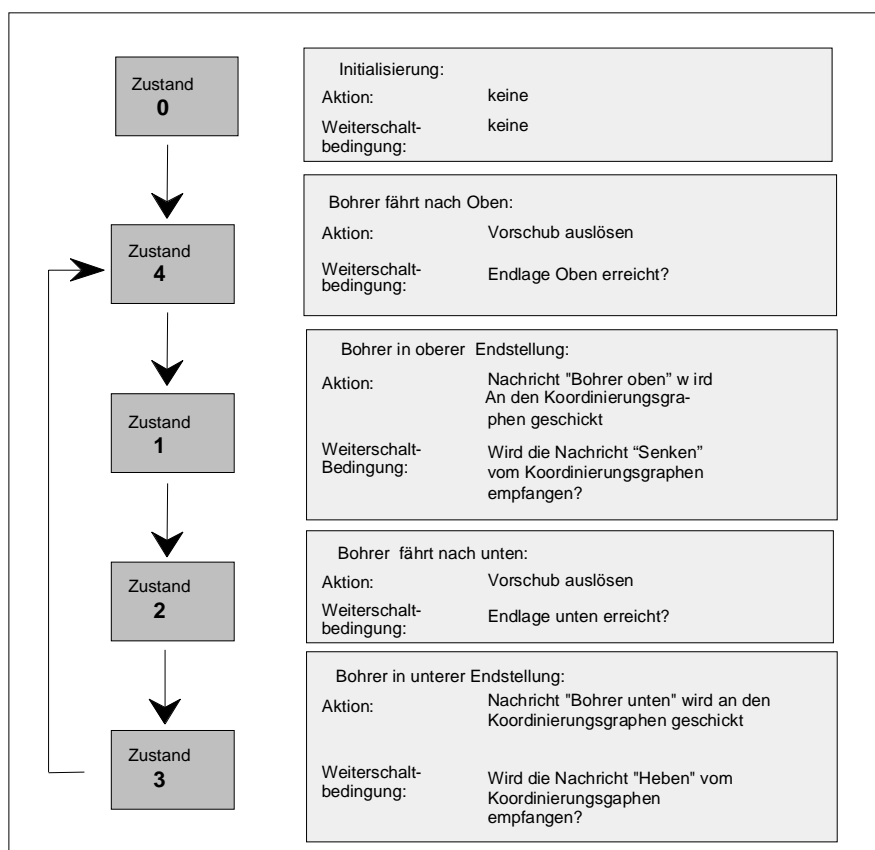 Zustand
0
Initialisierung:
Aktion: keine
Weiterschalt- keine
bedingung:
Zustand
4
Bohrer fährt nach Oben:
Aktion: Vorschub auslösen
Weiterschalt-
bedingung: Endlage Oben erreicht?
Zustand
1
Bohrer in oberer Endstellung:
Aktion: Nachricht "Bohrer oben” w ird
An den Koordinierungsgra-
phen geschickt
Weiterschalt- Wird die Nachricht “Senken”
Bedingung: vom Koordinierungsgraphen
empfangen?
Zustand
2
Bohrer fährt nach unten:
Aktion: Vorschub auslösen
Weiterschalt- Endlage unten erreicht?
bedingung:
Zustand
3
Bohrer in unterer Endstellung:
Aktion: Nachricht "Bohrer unten" wird an den
Koordinierungsgraphen geschickt
Weiterschalt- Wird die Nachricht "Heben" vom
bedingung: Koordinierungsgaphen
empfangen?